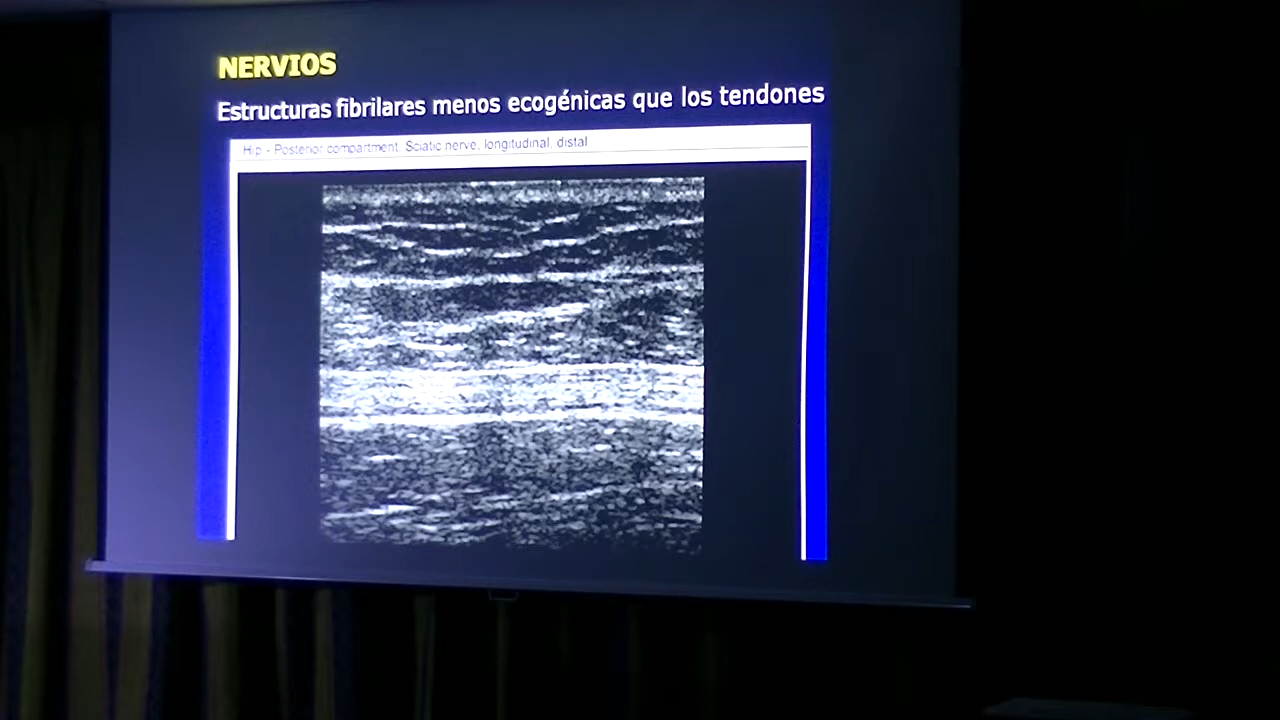 NERVIOS
Estructuras fibrilares menos ecogénicas que los tendones
Hip - Posterior compartment. Sciatic nerve, longitudinal, distal